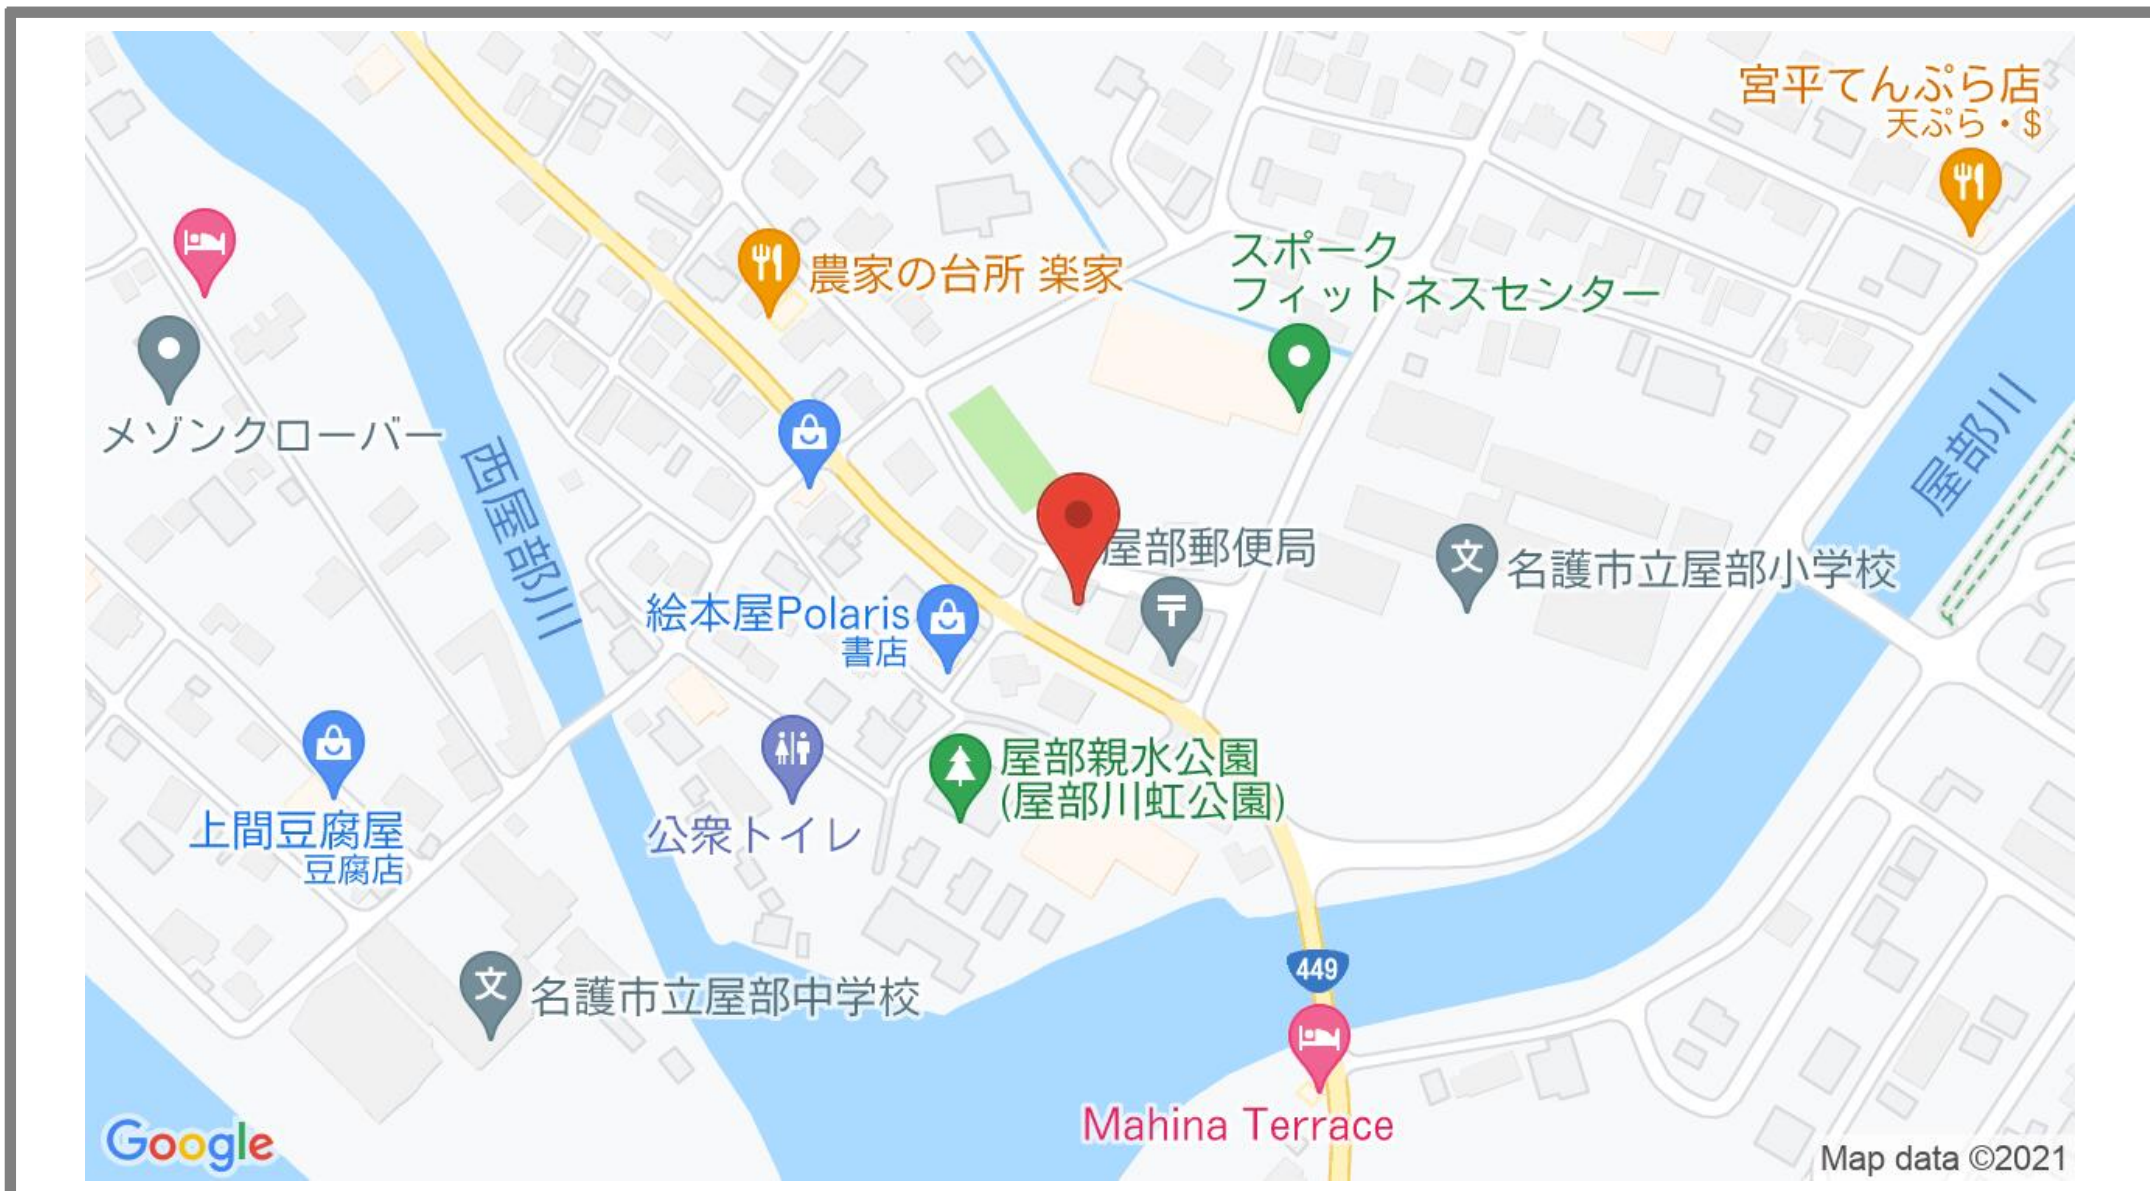 宮平てんぷら店
天ぷら・$
スポーク
フィットネスセンター
農家の台所 楽家
メゾンクローバー
西屋部川
屋部川
屋部郵便局
〒
文
名護市立屋部小学校
絵本屋Polaris
書店
屋部親水公園
(屋部川虹公園)
上間豆腐屋
豆腐店
公衆トイレ
文
名護市立屋部中学校
449
Mahina Terrace
Google
Map data ©2021